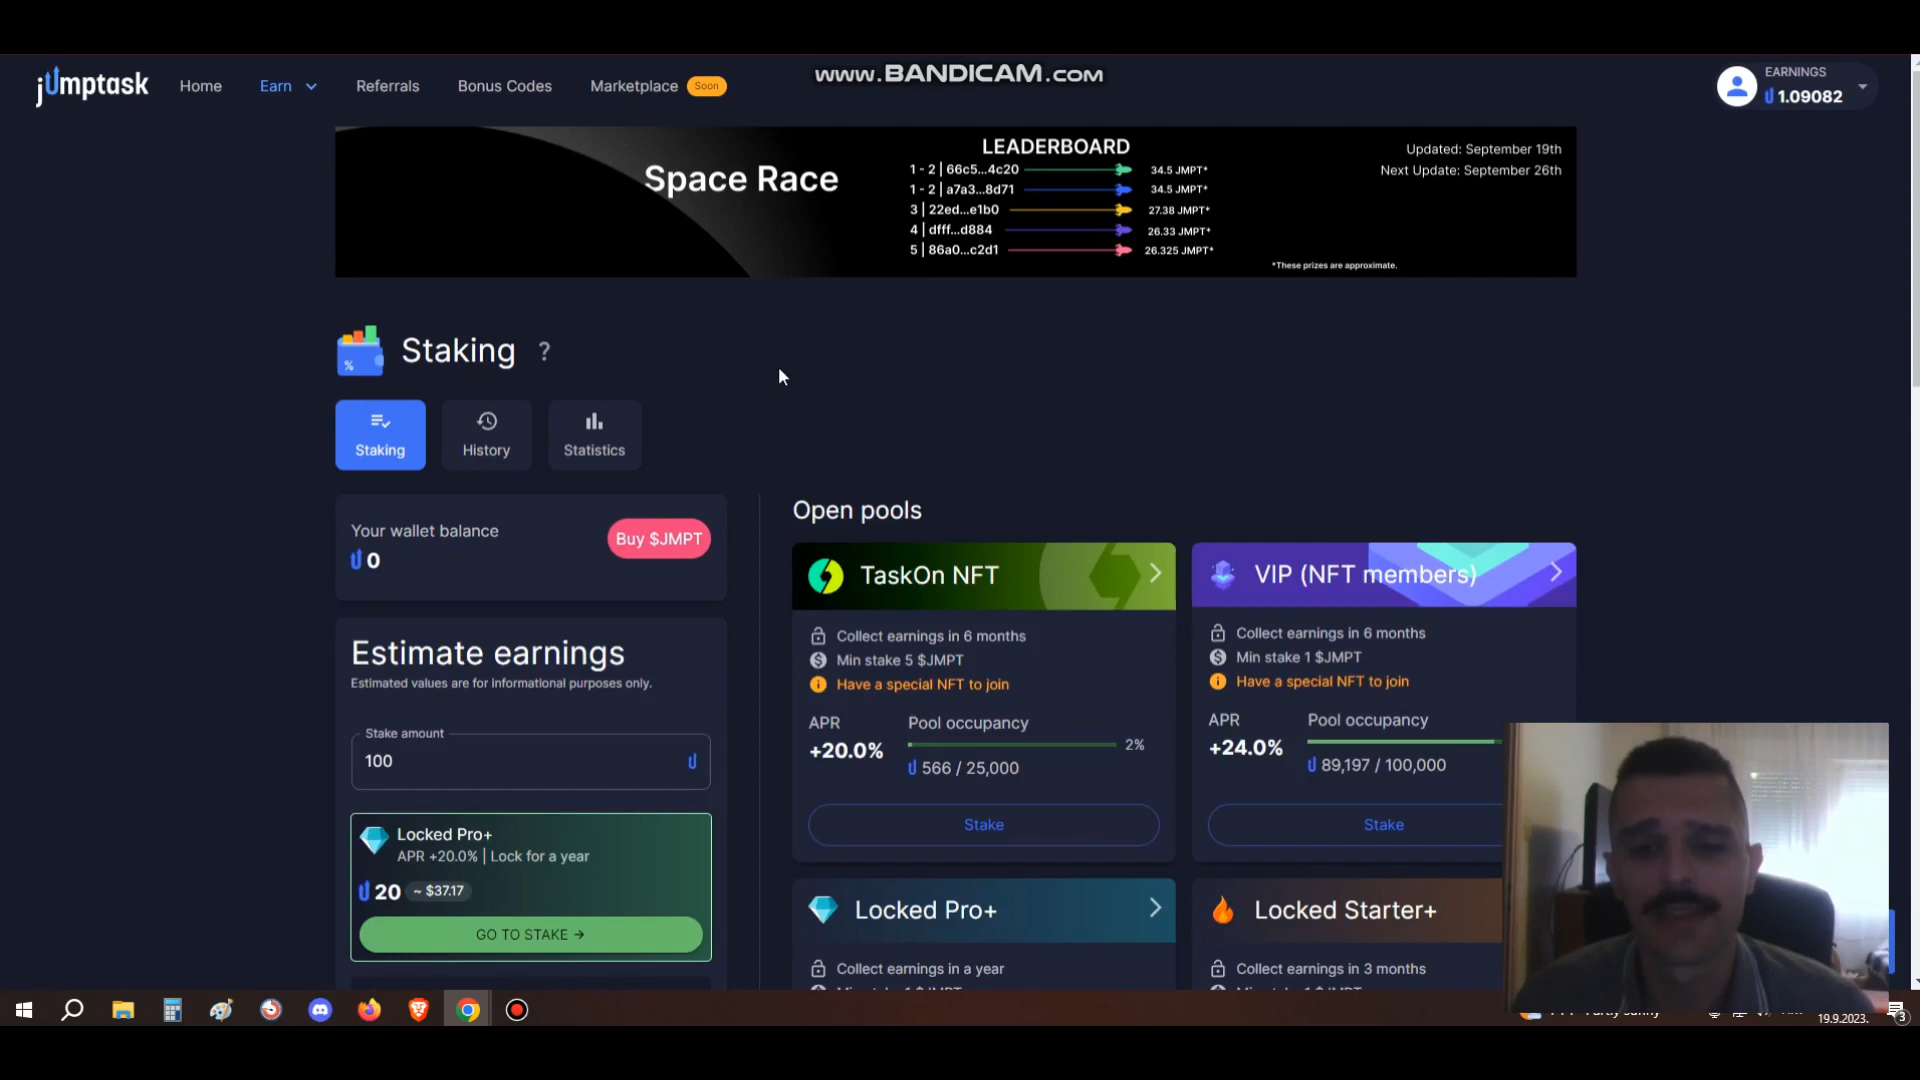 jumptask
Home
Earn
Referrals
Bonus Codes
Marketplace
Soon
www.BANDICAM.com
EARNINGS
1.09082
Space Race
LEADERBOARD
1 - 2 | 66c5...4c20
34.5 JMPT*
1 - 2 | a7a3...8d71
34.5 JMPT*
3 | 22ed...e1b0
27.38 JMPT*
4 | dfff...d884
26.33 JMPT*
5 | 86a0...c2d1
26.325 JMPT*
Updated: September 19th
Next Update: September 26th
*These prizes are approximate.
%
Staking ?
Staking
History
Statistics
Your wallet balance
0
Buy $JMPT
Estimate earnings
Estimated values are for informational purposes only.
Stake amount
100
Locked Pro+
APR +20.0% | Lock for a year
20 ~ $37.17
GO TO STAKE →
Open pools
TaskOn NFT
Collect earnings in 6 months
Min stake 5 $JMPT
Have a special NFT to join
APR
+20.0%
Pool occupancy
2%
566 / 25,000
Stake
VIP (NFT members)
Collect earnings in 6 months
Min stake 1 $JMPT
Have a special NFT to join
APR
+24.0%
Pool occupancy
89,197 / 100,000
Stake
Locked Pro+
Collect earnings in a year
Locked Starter+
Collect earnings in 3 months
19.9.2023.
3